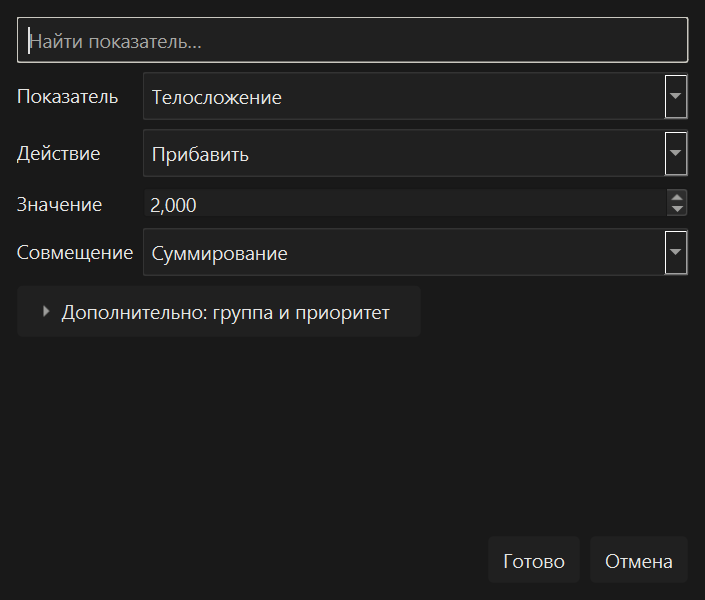 Найти показатель...
Показатель Телосложение
Действие Прибавить
Значение 2,000
Совмещение Суммирование
Дополнительно: группа и приоритет
Готово Отмена